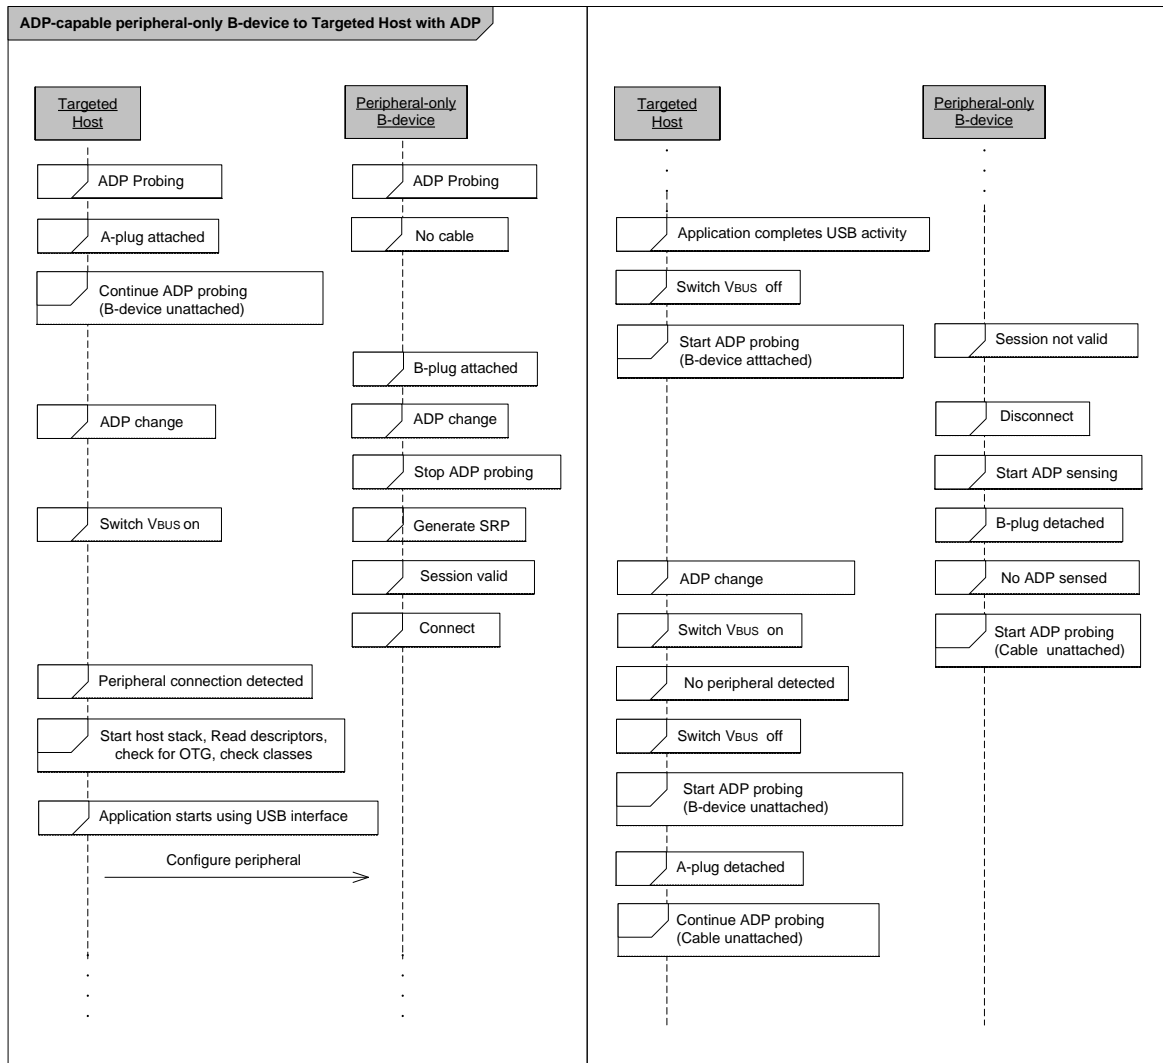 ADP-capable peripheral-only B-device to Targeted Host with ADP
Targeted
Host
Peripheral-only
B-device
ADP Probing
ADP Probing
A-plug attached
No cable
Continue ADP probing
(B-device unattached)
B-plug attached
ADP change
ADP change
Stop ADP probing
Switch VBUS on
Generate SRP
Session valid
Connect
Peripheral connection detected
Start host stack, Read descriptors,
check for OTG, check classes
Application starts using USB interface
Configure peripheral
Targeted
Host
Peripheral-only
B-device
Application completes USB activity
Switch VBUS off
Start ADP probing
(B-device atttached)
Session not valid
Disconnect
Start ADP sensing
B-plug detached
ADP change
No ADP sensed
Switch VBUS on
Start ADP probing
(Cable unattached)
No peripheral detected
Switch VBUS off
Start ADP probing
(B-device unattached)
A-plug detached
Continue ADP probing
(Cable unattached)